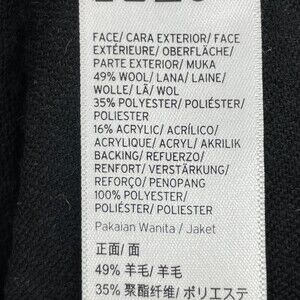 FACE/ CARA EXTERIOR/ FACE
EXTÉRIEURE/ OBERFLÄCHE/
PARTE EXTERIOR/ MUKA
49% WOOL/ LANA/ LAINE/
WOLLE/ LÃ/ WOL
35% POLYESTER/ POLIÉSTER/
POLIESTER
16% ACRYLIC/ ACRÍLICO/
ACRYLIQUE/ ACRYL/ AKRILIK
BACKING/ REFUERZO/
RENFORT/ VERSTÄRKUNG/
REFORÇO/ PENOPANG
100% POLYESTER/
POLIÉSTER/ POLIESTER
Pakaian Wanita / Jaket
正面/ 面
49% 羊毛/ 羊毛
35% 聚酯纤维/ ポリエステ